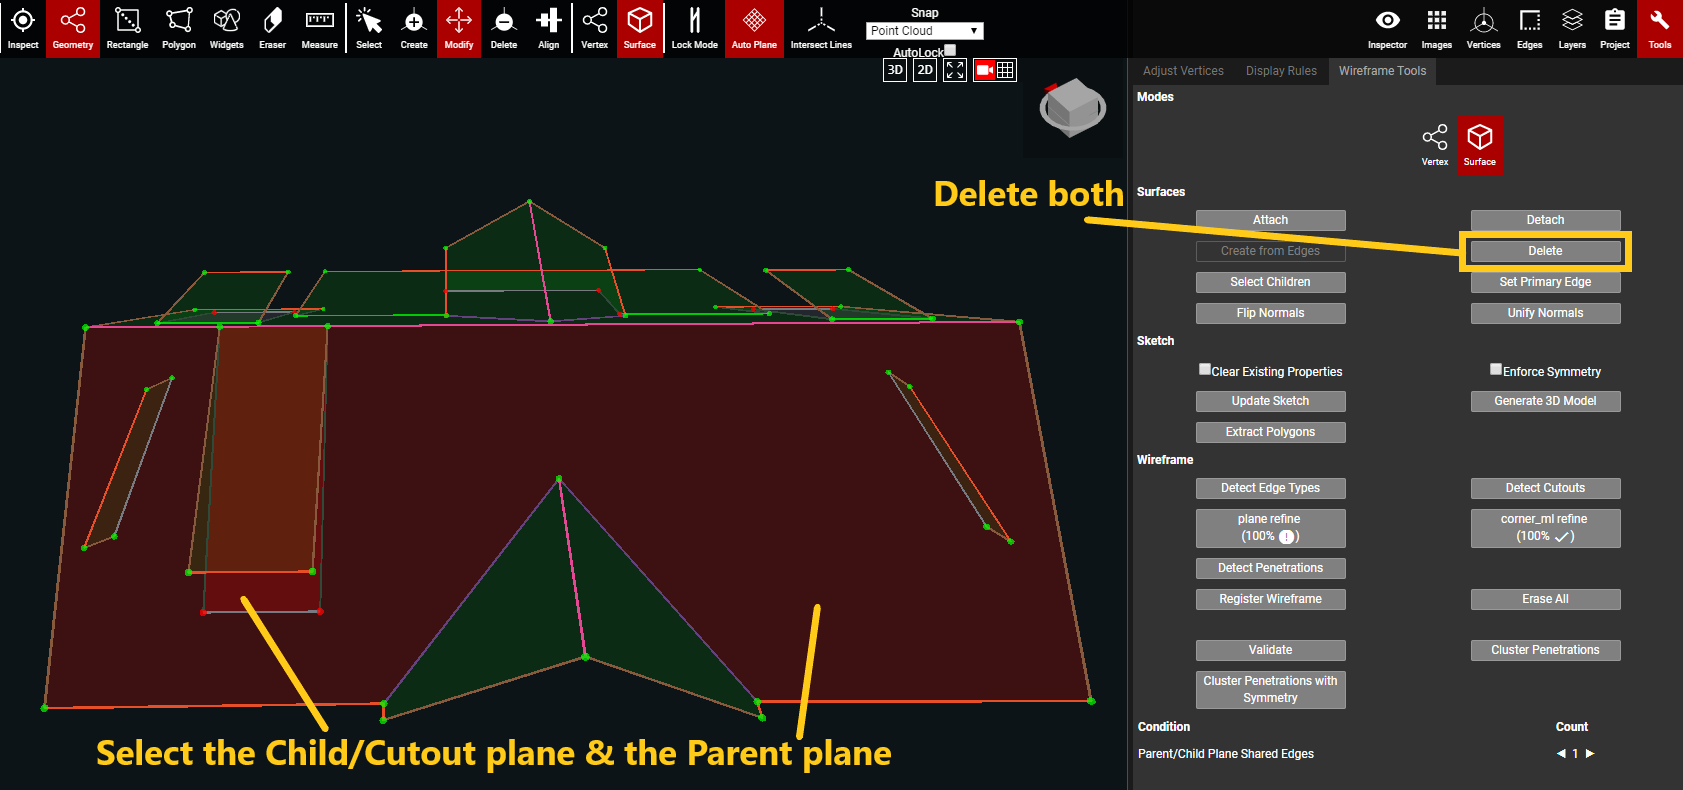 Inspect Geometry Rectangle Polygon Widgets Eraser Measure Select Create Modify Delete Align Vertex Surface Lock Mode Auto Plane Intersect Lines
Snap
Point Cloud
AutoLock
3D 2D
Inspector Images Vertices Edges Layers Project Tools
Adjust Vertices Display Rules Wireframe Tools
Modes
Vertex Surface
Delete both
Surfaces
Attach Detach
Create from Edges Delete
Select Children Set Primary Edge
Flip Normals Unify Normals
Sketch
Clear Existing Properties Enforce Symmetry
Update Sketch Generate 3D Model
Extract Polygons
Wireframe
Detect Edge Types Detect Cutouts
plane refine corner_ml refine
(100% !) (100% ✓)
Detect Penetrations
Register Wireframe Erase All
Validate Cluster Penetrations
Cluster Penetrations with
Symmetry
Condition Count
Parent/Child Plane Shared Edges ◀ 1 ▶
Select the Child/Cutout plane & the Parent plane